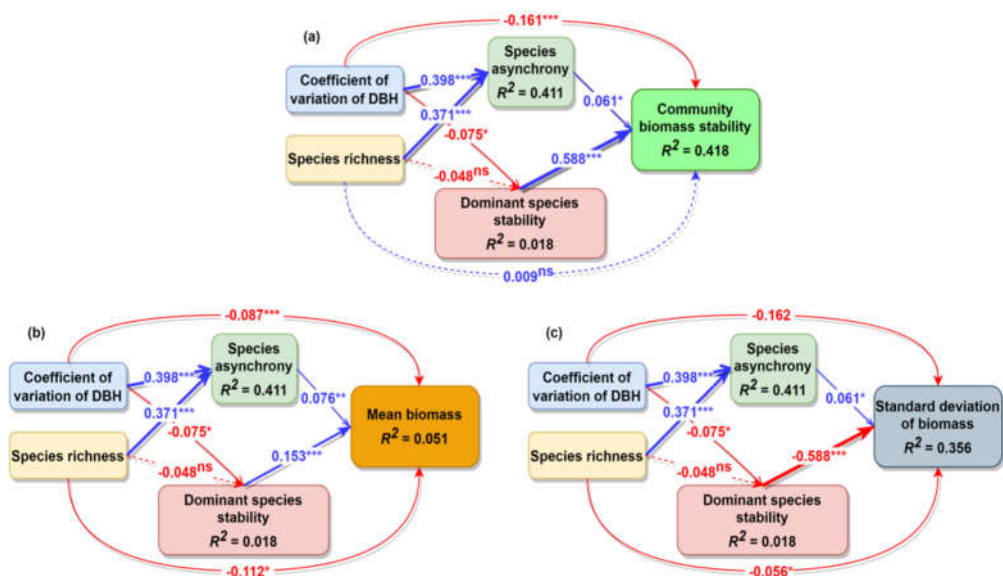 -0.161***
(a)
Species
asynchrony
R² = 0.411
Coefficient of
variation of DBH
0.398***
0.371***
0.061*
Community
biomass stability
R² = 0.418
-0.075*
Species richness
0.588***
-0.048ns
Dominant species
stability
R² = 0.018
0.009ns
(b)
-0.087***
Species
asynchrony
R² = 0.411
Coefficient of
variation of DBH
0.398***
0.371***
0.076**
Mean biomass
R² = 0.051
-0.075*
Species richness
0.153***
-0.048ns
Dominant species
stability
R² = 0.018
-0.112*
(c)
-0.162
Species
asynchrony
R² = 0.411
Coefficient of
variation of DBH
0.398***
0.371***
0.061*
Standard deviation
of biomass
R² = 0.356
-0.075*
Species richness
-0.588***
-0.048ns
Dominant species
stability
R² = 0.018
-0.056*